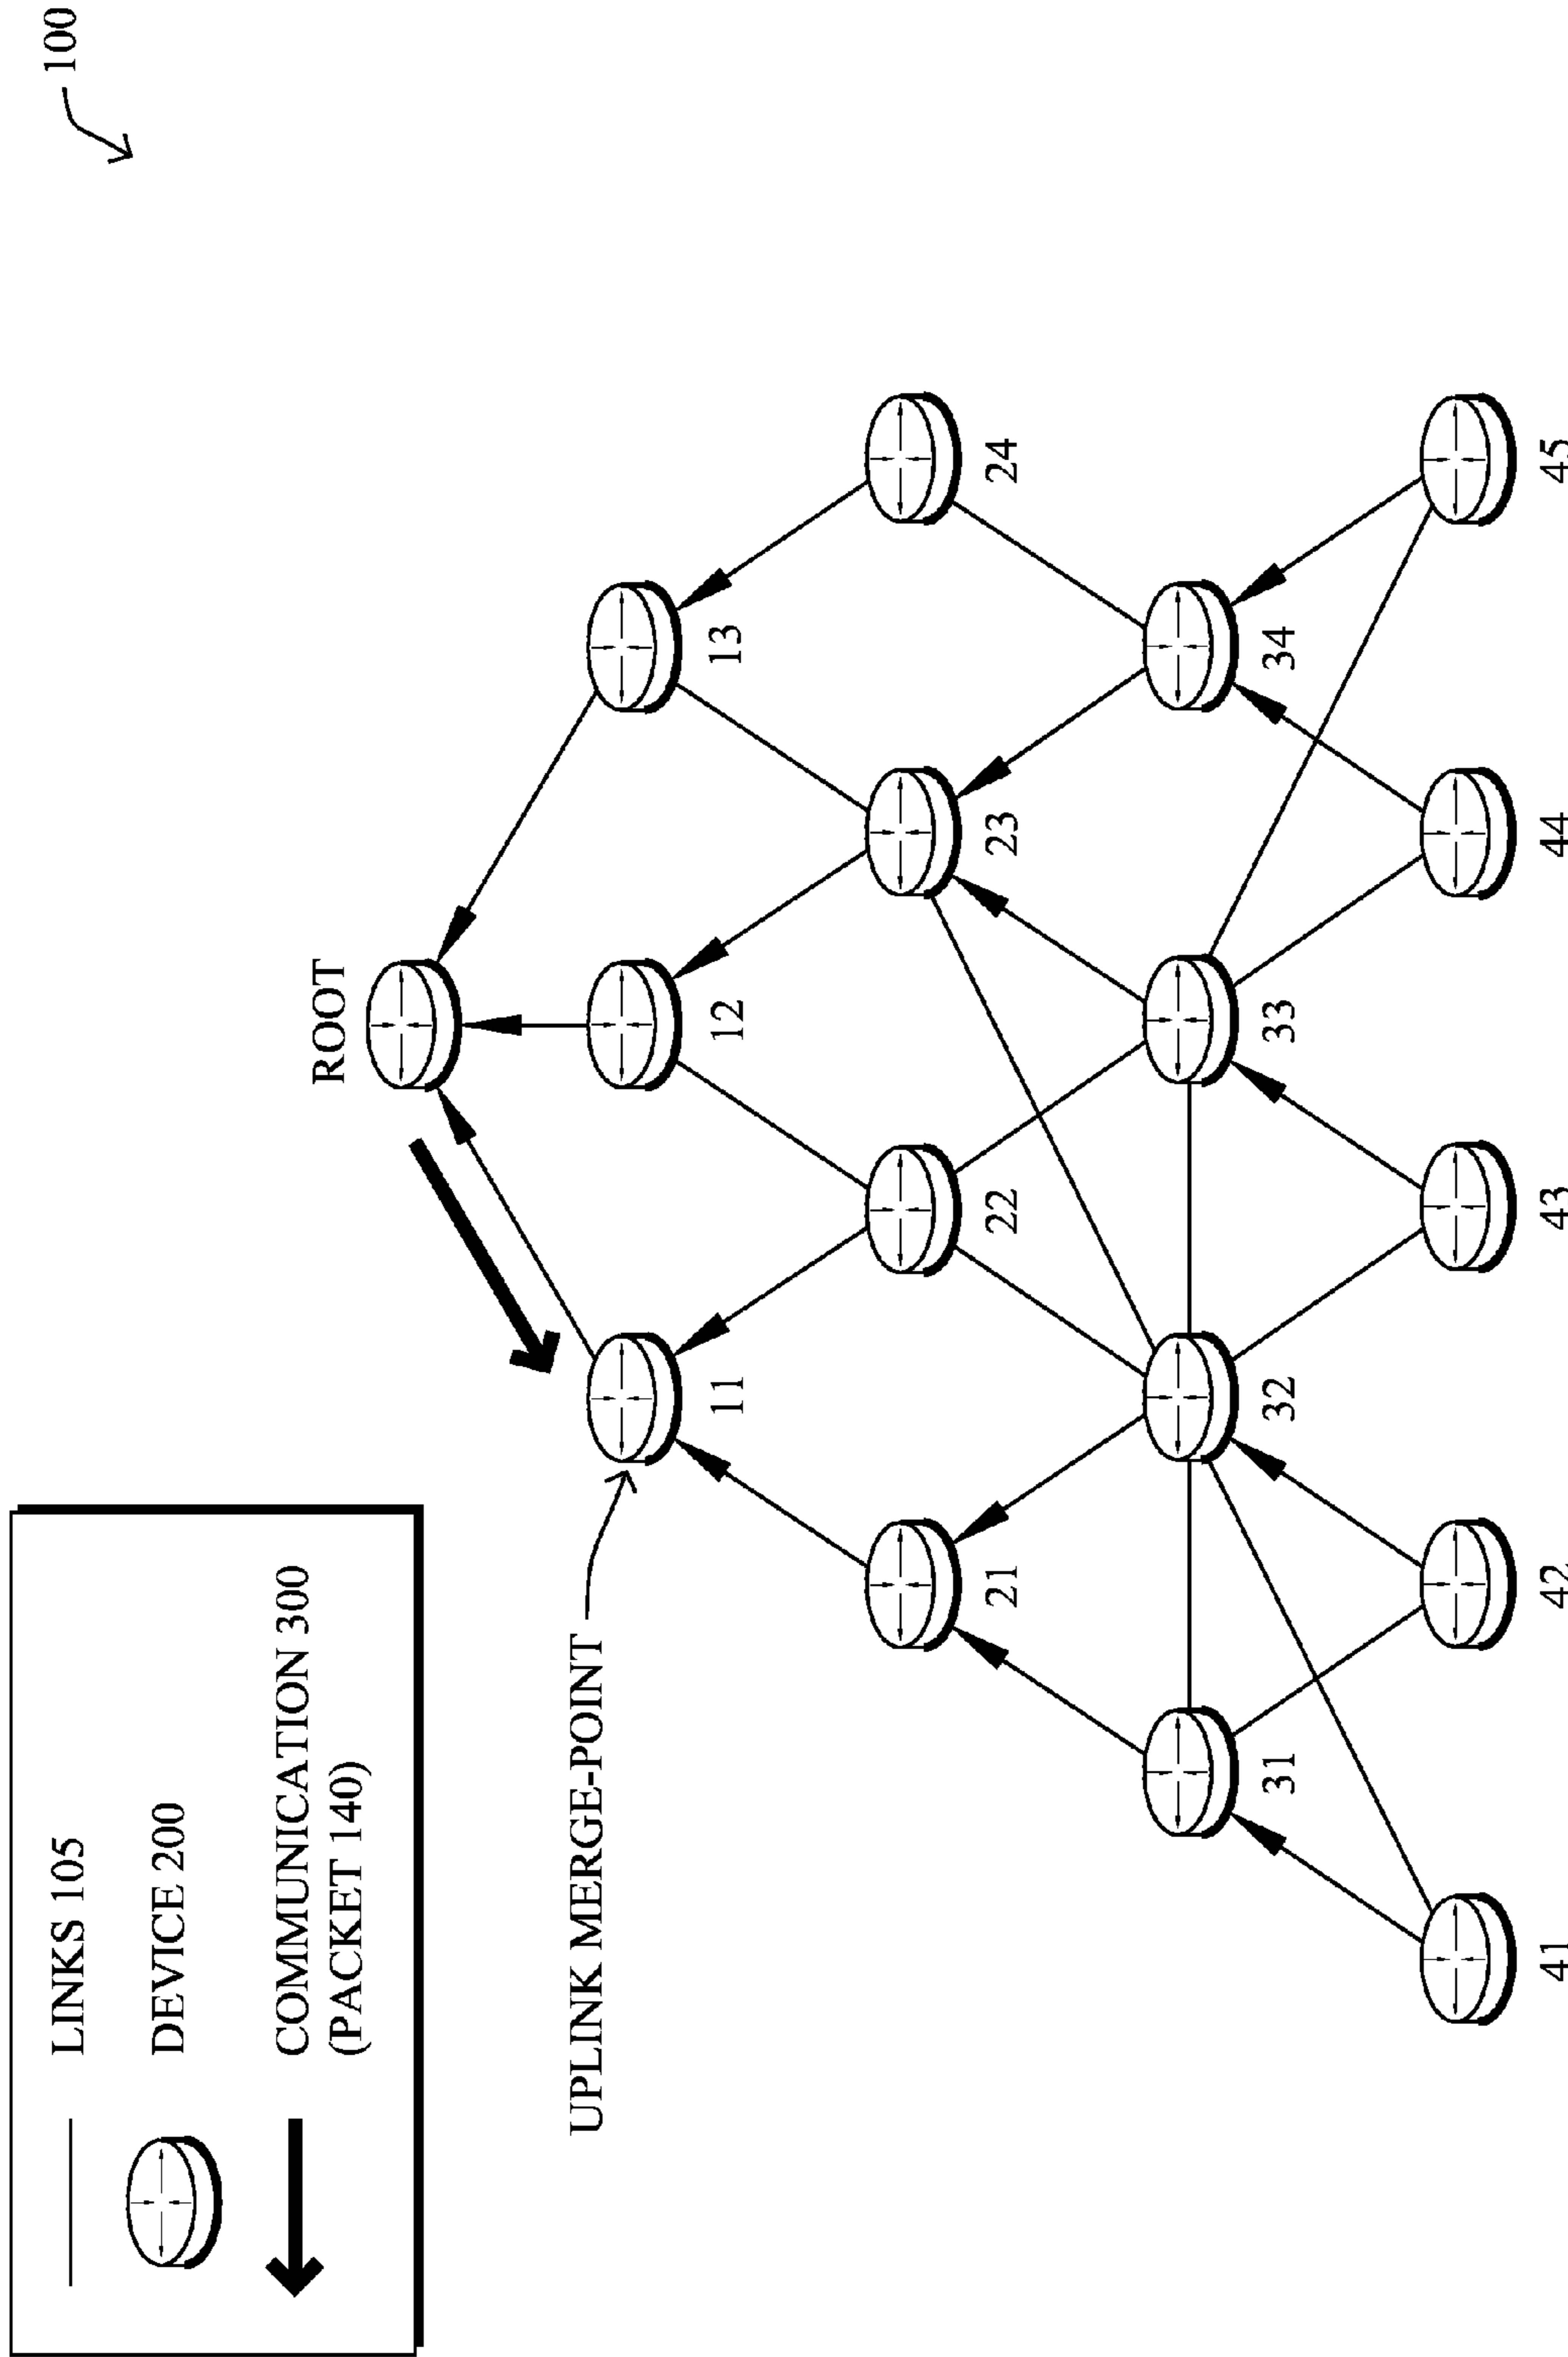 100
LINKS 105
DEVICE 200
COMMUNICATION 300
(PACKET 140)
ROOT
UPLINK MERGE-POINT
11
12
13
21
22
23
24
31
32
33
34
41
42
43
44
45